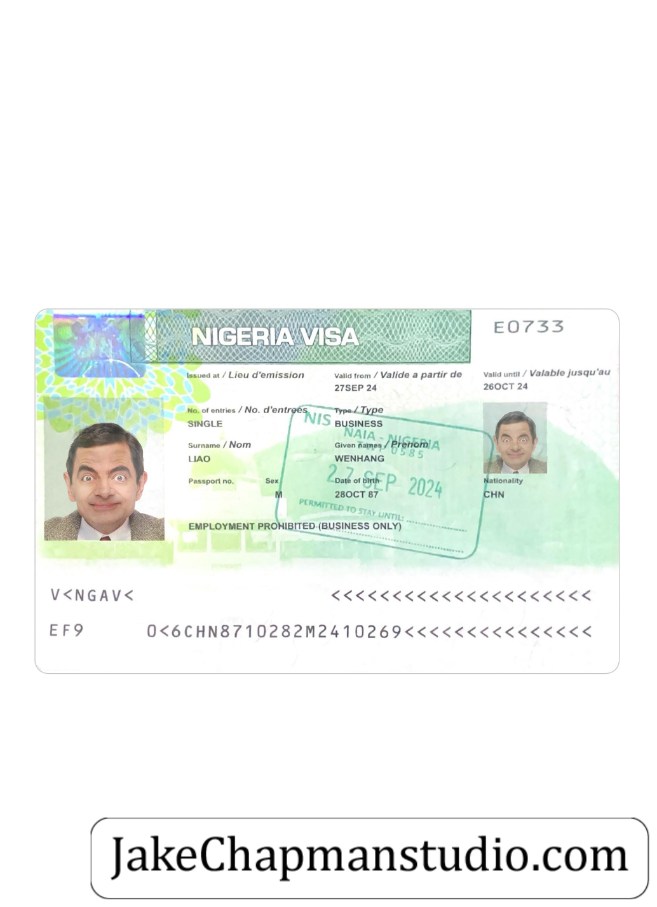 NIGERIA VISA
E0733
Issued at / Lieu d'emission
Valid from / Valide a partir de
27SEP 24
Valid until / Valable jusqu'au
26OCT 24
No. of entries / No. d'entrees
SINGLE
Type / Type
BUSINESS
Surname / Nom
LIAO
Given names / Prenom
WENHANG
Passport no.
Sex
M
Date of birth
28OCT 87
Nationality
CHN
EMPLOYMENT PROHIBITED (BUSINESS ONLY)
NIS
NAIA - NIGERIA
0585
27 SEP 2024
PERMITTED TO STAY UNTIL:
V<NGAV< <<<<<<<<<<<<<<<<<<<<<<
EF9 0<6CHN8710282M2410269<<<<<<<<<<<<<<<<
JakeChapmanstudio.com